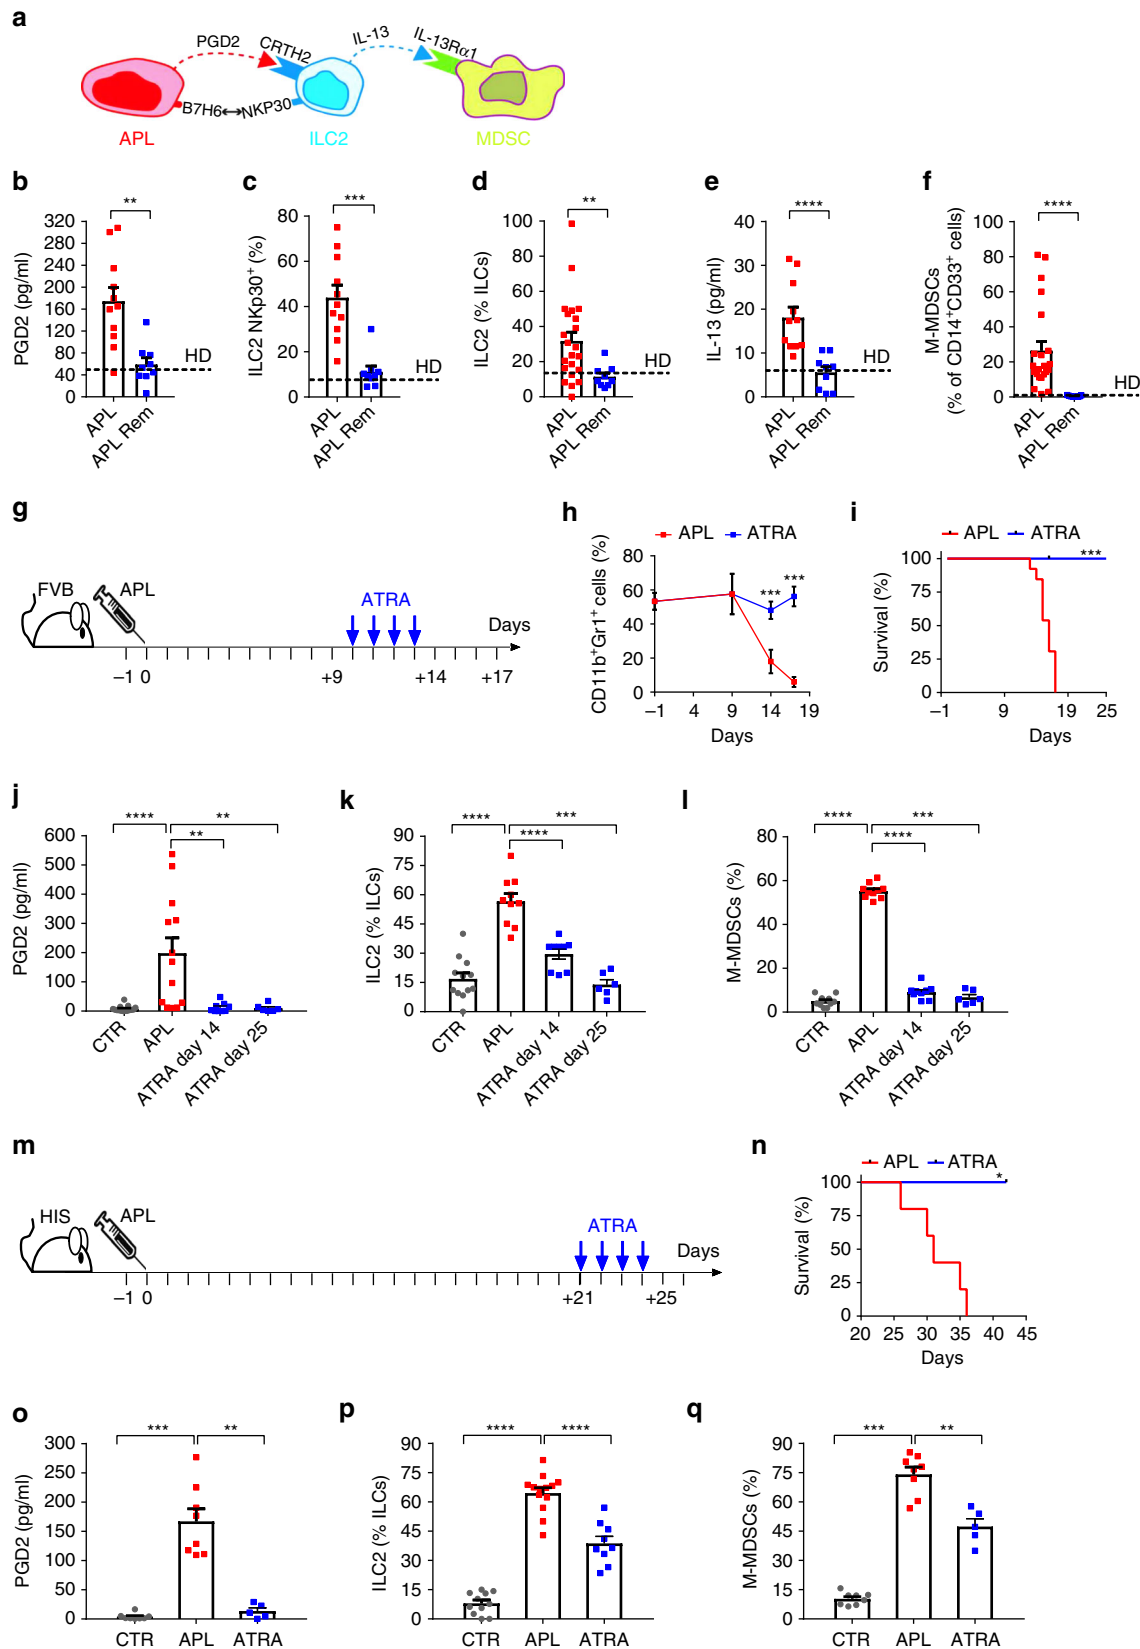 a
PGD2
CRTH2
IL-13
IL-13Rα1
B7H6↔NKP30
APL
ILC2
MDSC
b
**
PGD2 (pg/ml)
320
280
240
200
160
120
80
40
0
HD
APL
APL Rem
c
***
ILC2 NKp30⁺ (%)
80
60
40
20
0
HD
APL
APL Rem
d
**
ILC2 (% ILCs)
100
80
60
40
20
0
HD
APL
APL Rem
e
****
IL-13 (pg/ml)
40
30
20
10
0
HD
APL
APL Rem
f
****
M-MDSCs
(% of CD14⁺CD33⁺ cells)
100
80
60
40
20
0
HD
APL
APL Rem
g
FVB
APL
ATRA
Days
–1 0 +9 +14 +17
h
APL ATRA
CD11b⁺Gr1⁺ cells (%)
80
60
40
20
0
*** ***
–1 4 9 14 19
Days
i
APL ATRA
***
Survival (%)
100
75
50
25
0
–1 9 19 25
Days
j
**** **
**
PGD2 (pg/ml)
600
500
400
300
200
100
0
CTR
APL
ATRA day 14
ATRA day 25
k
**** ***
****
ILC2 (% ILCs)
90
60
45
30
15
0
CTR
APL
ATRA day 14
ATRA day 25
l
**** ***
****
M-MDSCs (%)
80
60
40
20
0
CTR
APL
ATRA day 14
ATRA day 25
m
HIS
APL
ATRA
Days
–1 0 +21 +25
n
APL ATRA
*
Survival (%)
100
75
50
25
0
20 25 30 35 40 45
Days
o
*** **
PGD2 (pg/ml)
300
250
200
150
100
50
0
CTR APL ATRA
p
**** ****
ILC2 (% ILCs)
90
75
60
45
30
15
0
CTR APL ATRA
q
*** **
M-MDSCs (%)
90
75
60
45
30
15
0
CTR APL ATRA